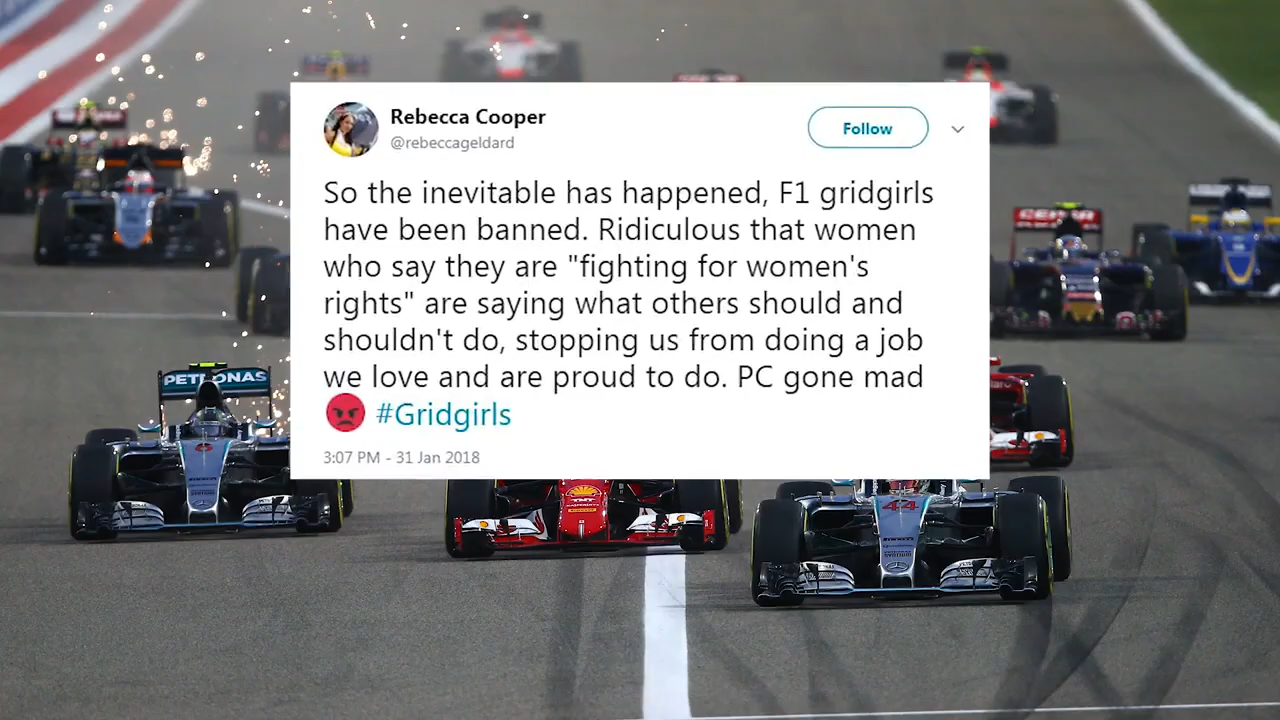 Rebecca Cooper
@rebeccageldard
Follow
So the inevitable has happened, F1 gridgirls
have been banned. Ridiculous that women
who say they are "fighting for women's
rights" are saying what others should and
shouldn't do, stopping us from doing a job
we love and are proud to do. PC gone mad
😡 #Gridgirls
3:07 PM - 31 Jan 2018
PETRONAS
6
44